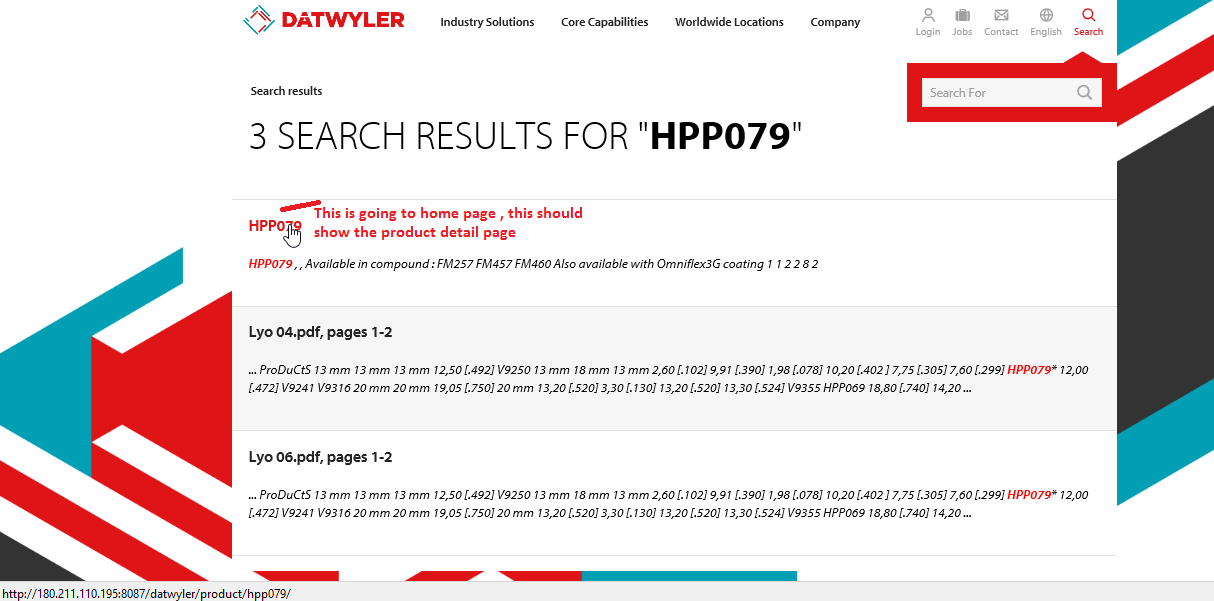 DATWYLER
Industry Solutions
Core Capabilities
Worldwide Locations
Company
Login
Jobs
Contact
English
Search
Search For
Search results
3 SEARCH RESULTS FOR "HPP079"
HPP079
This is going to home page , this should
show the product detail page
HPP079 , , Available in compound : FM257 FM457 FM460 Also available with Omniflex3G coating 1 1 2 2 8 2
Lyo 04.pdf, pages 1-2
... ProDuCtS 13 mm 13 mm 13 mm 12,50 [.492] V9250 13 mm 18 mm 13 mm 2,60 [.102] 9,91 [.390] 1,98 [.078] 10,20 [.402 ] 7,75 [.305] 7,60 [.299] HPP079* 12,00
[.472] V9241 V9316 20 mm 20 mm 19,05 [.750] 20 mm 13,20 [.520] 3,30 [.130] 13,20 [.520] 13,30 [.524] V9355 HPP069 18,80 [.740] 14,20 ...
Lyo 06.pdf, pages 1-2
... ProDuCtS 13 mm 13 mm 13 mm 12,50 [.492] V9250 13 mm 18 mm 13 mm 2,60 [.102] 9,91 [.390] 1,98 [.078] 10,20 [.402 ] 7,75 [.305] 7,60 [.299] HPP079* 12,00
[.472] V9241 V9316 20 mm 20 mm 19,05 [.750] 20 mm 13,20 [.520] 3,30 [.130] 13,20 [.520] 13,30 [.524] V9355 HPP069 18,80 [.740] 14,20 ...
http://180.211.110.195:8087/datwyler/product/hpp079/